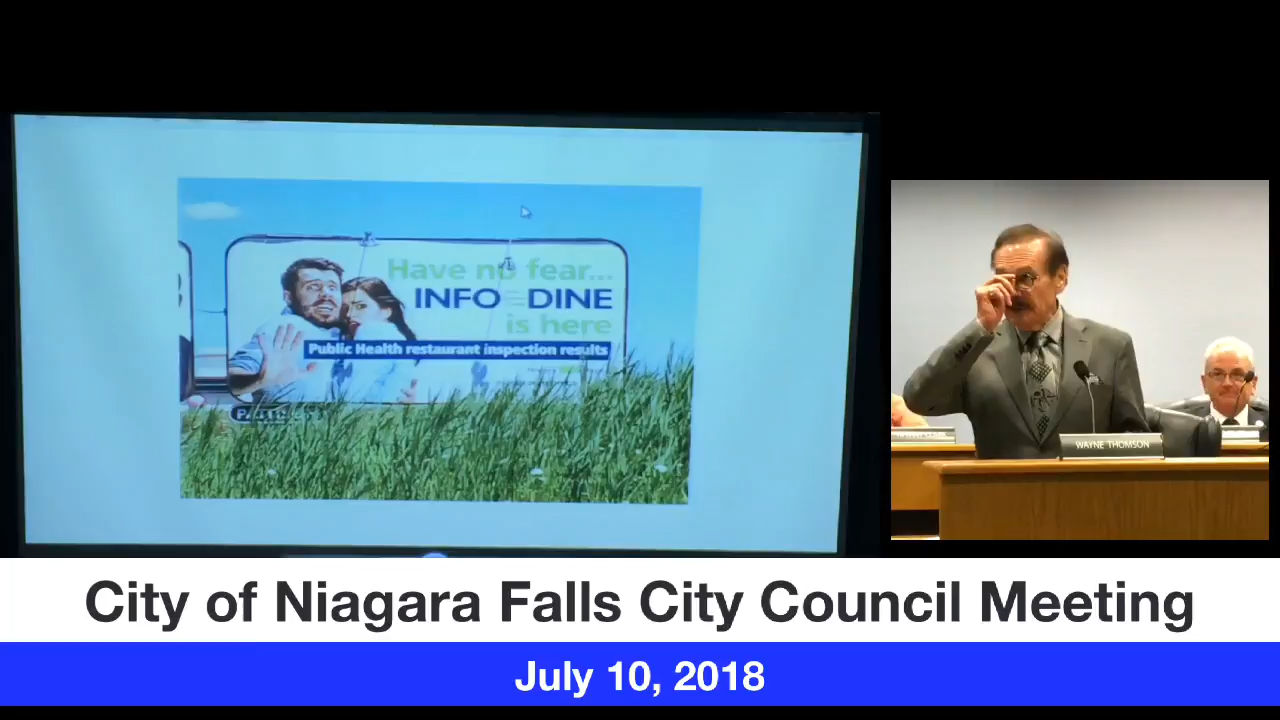 Have no fear...
INFO DINE
is here
Public Health restaurant inspection results
WAYNE THOMSON
City of Niagara Falls City Council Meeting
July 10, 2018